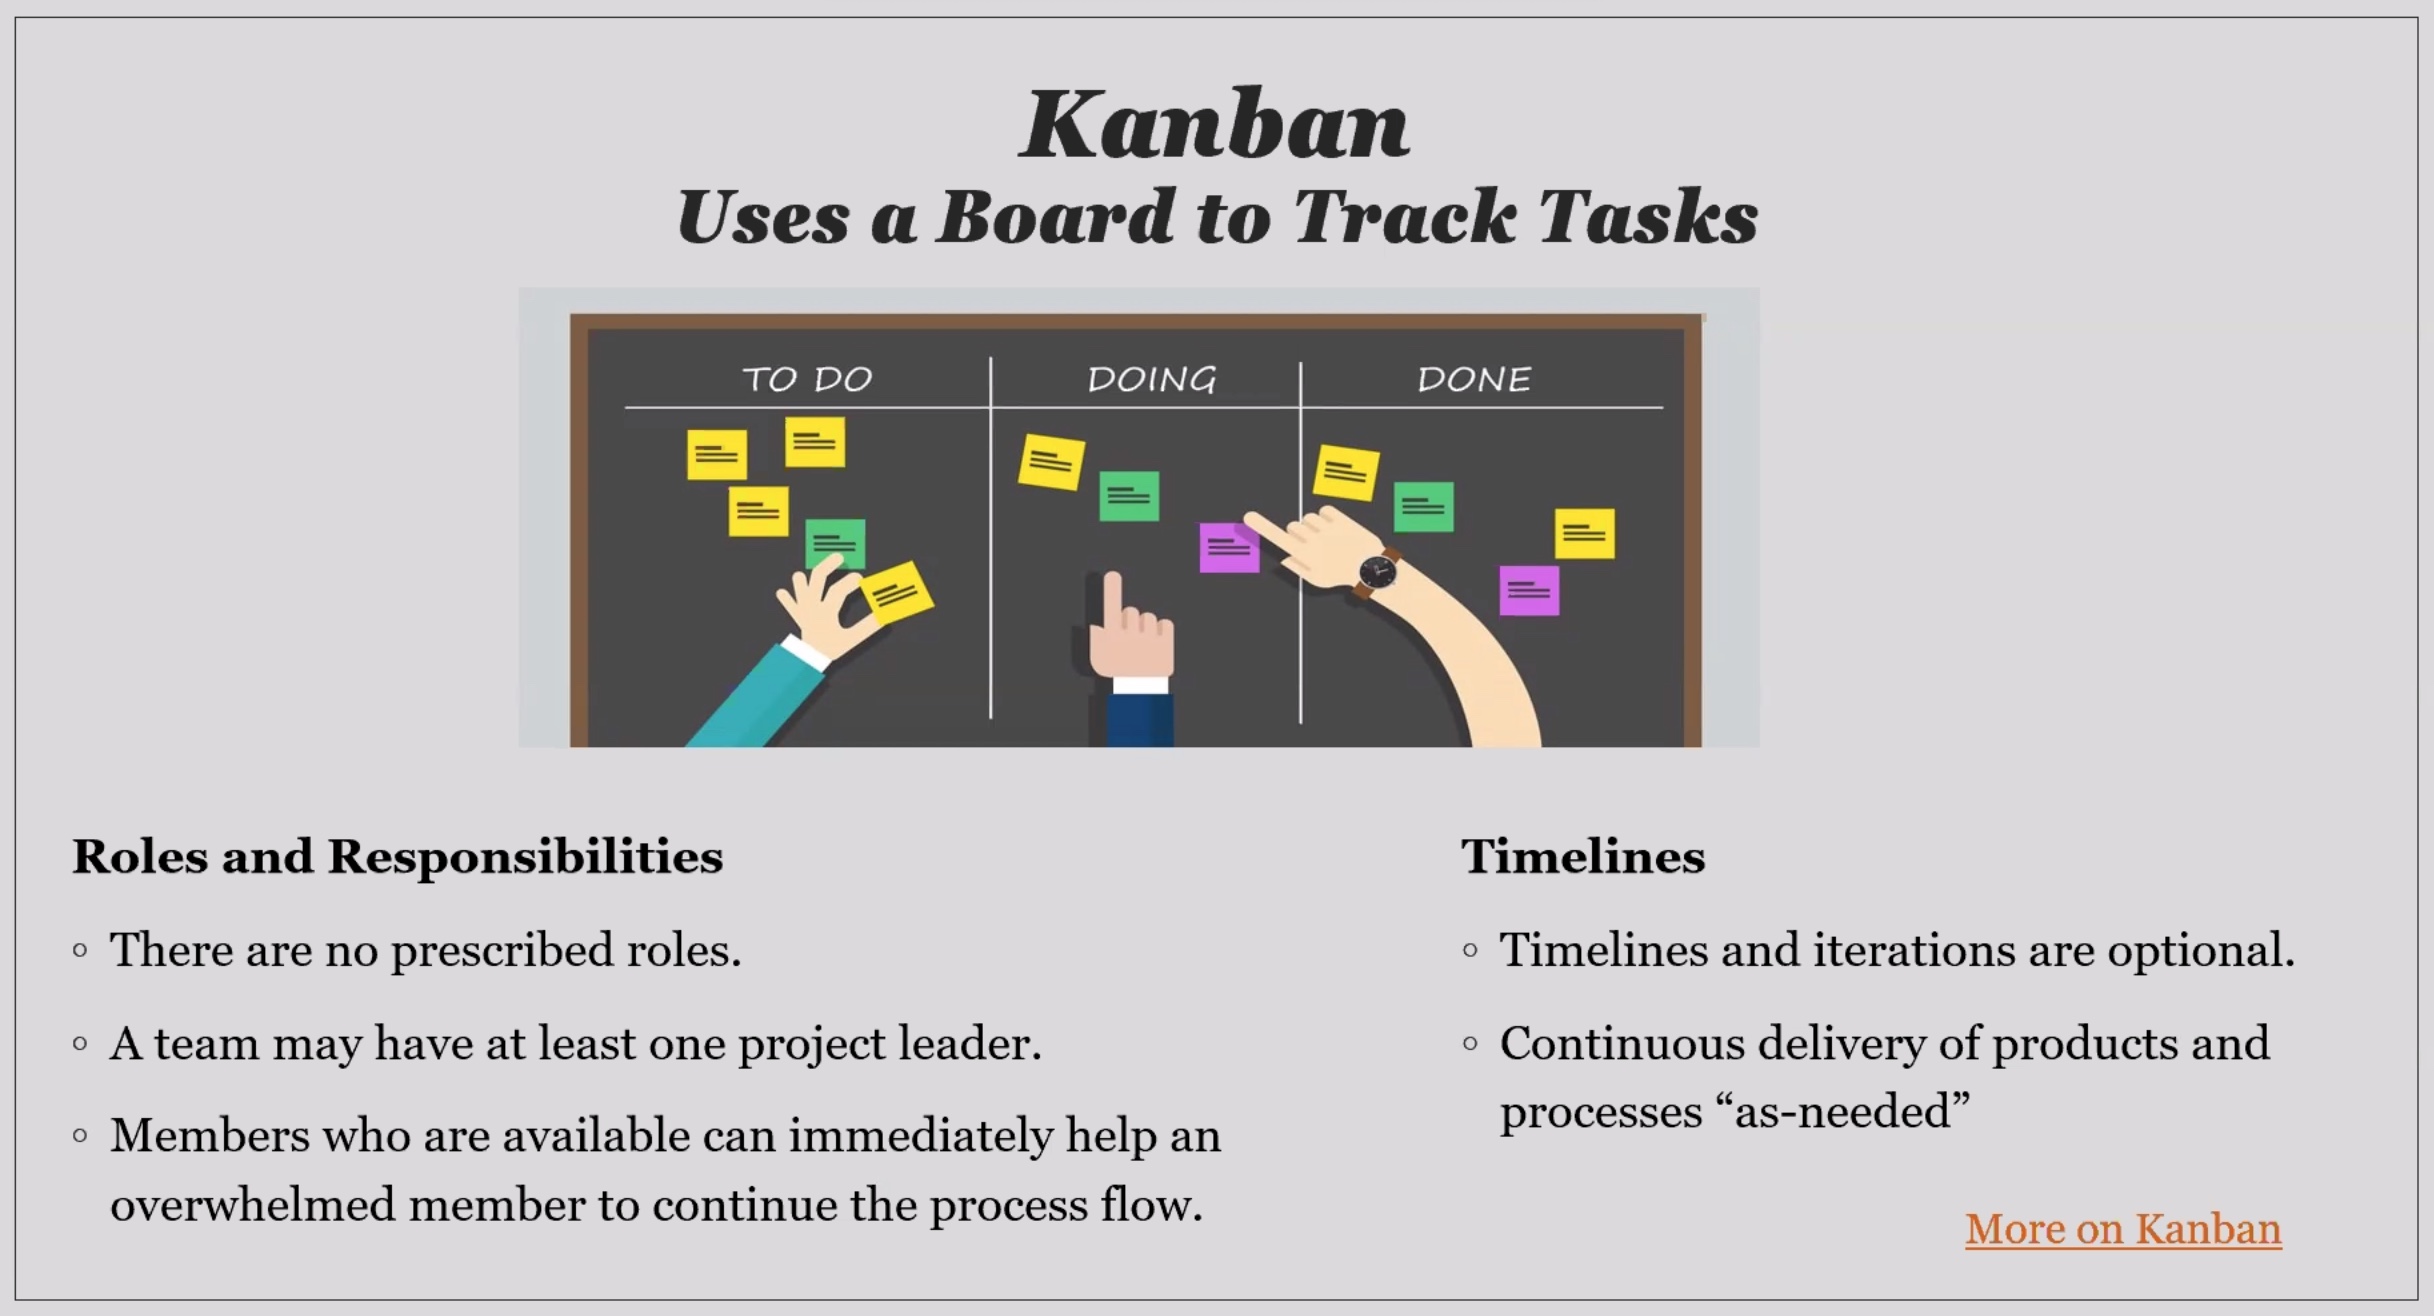 Kanban
Uses a Board to Track Tasks
TO DO
DOING
DONE
Roles and Responsibilities
◦ There are no prescribed roles.
◦ A team may have at least one project leader.
◦ Members who are available can immediately help an
overwhelmed member to continue the process flow.
Timelines
◦ Timelines and iterations are optional.
◦ Continuous delivery of products and
processes “as-needed”
More on Kanban